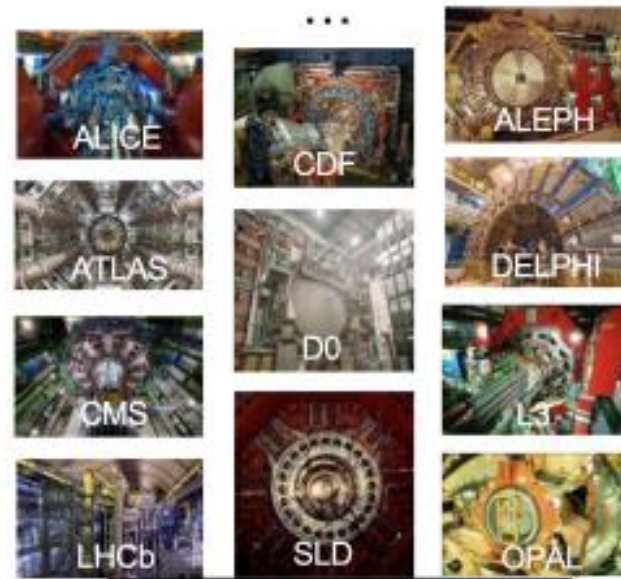 ...
ALICE
ATLAS
CMS
LHCb
CDF
D0
SLD
ALEPH
DELPHI
L3
OPAL